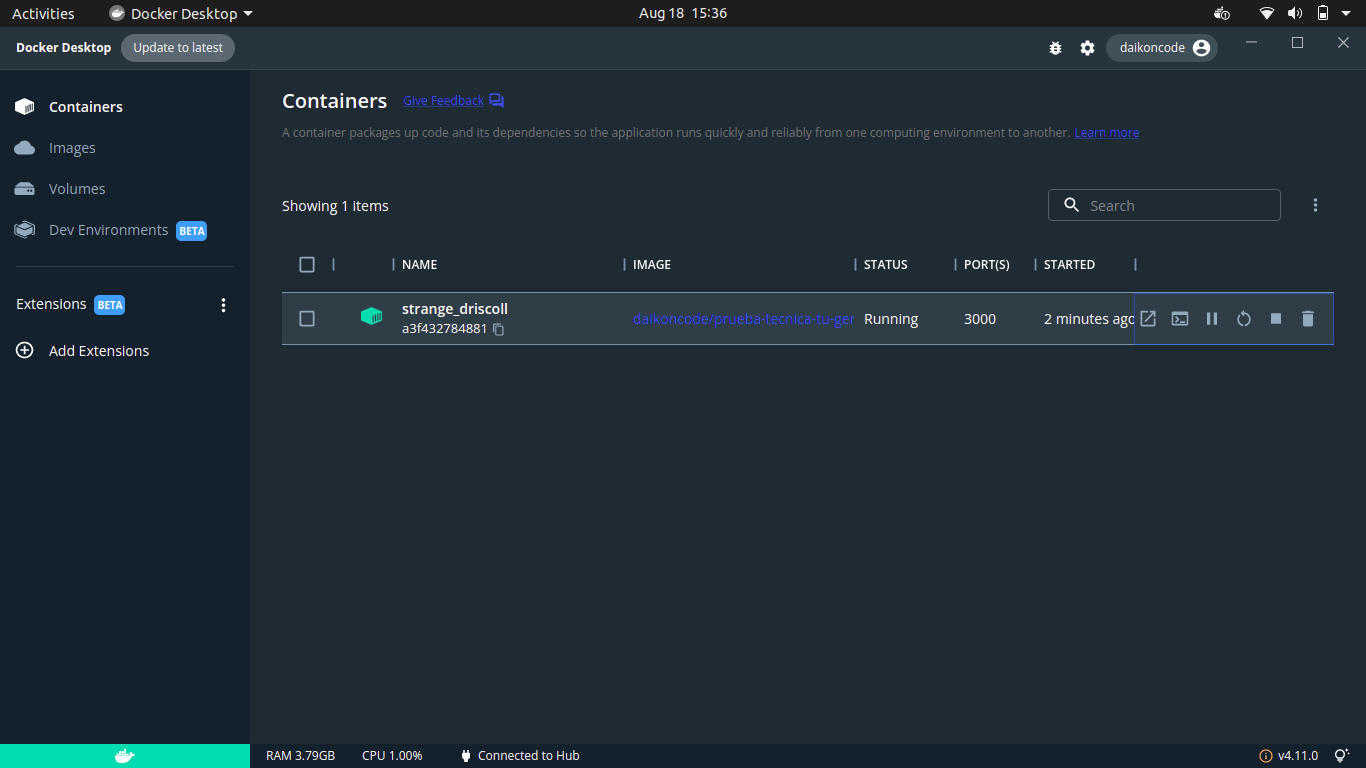 Activities Docker Desktop Aug 18 15:36
Docker Desktop Update to latest daikoncode
Containers
Images
Volumes
Dev Environments BETA
Extensions BETA
Add Extensions
Containers Give Feedback
A container packages up code and its dependencies so the application runs quickly and reliably from one computing environment to another. Learn more
Showing 1 items Search
NAME IMAGE STATUS PORT(S) STARTED
strange_driscoll daikoncode/prueba-tecnica-tu-ger Running 3000 2 minutes ago
a3f432784881
RAM 3.79GB CPU 1.00% Connected to Hub v4.11.0